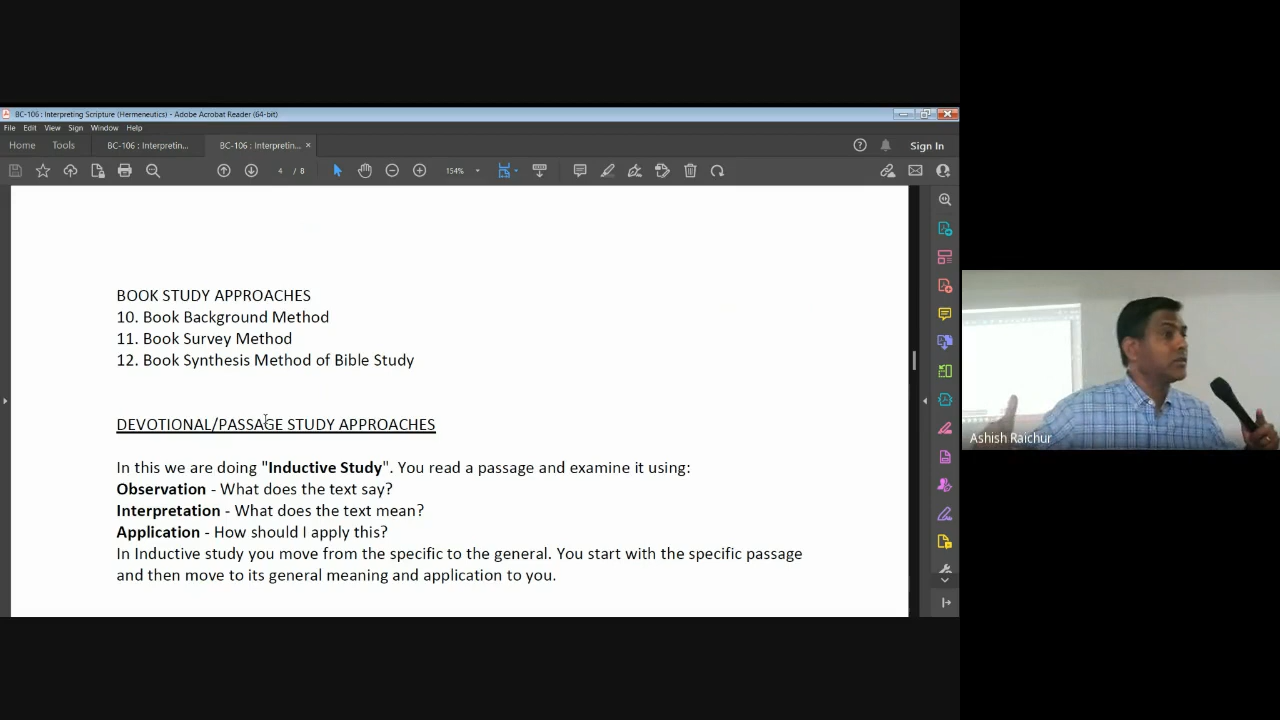 BC-106 : Interpreting Scripture (Hermeneutics) - Adobe Acrobat Reader (64-bit)
File Edit View Sign Window Help
Home Tools BC-106 : Interpretin... BC-106 : Interpretin... × Sign In
4 / 8 154%
BOOK STUDY APPROACHES
10. Book Background Method
11. Book Survey Method
12. Book Synthesis Method of Bible Study
DEVOTIONAL/PASSAGE STUDY APPROACHES
In this we are doing "Inductive Study". You read a passage and examine it using:
Observation - What does the text say?
Interpretation - What does the text mean?
Application - How should I apply this?
In Inductive study you move from the specific to the general. You start with the specific passage
and then move to its general meaning and application to you.
Ashish Raichur